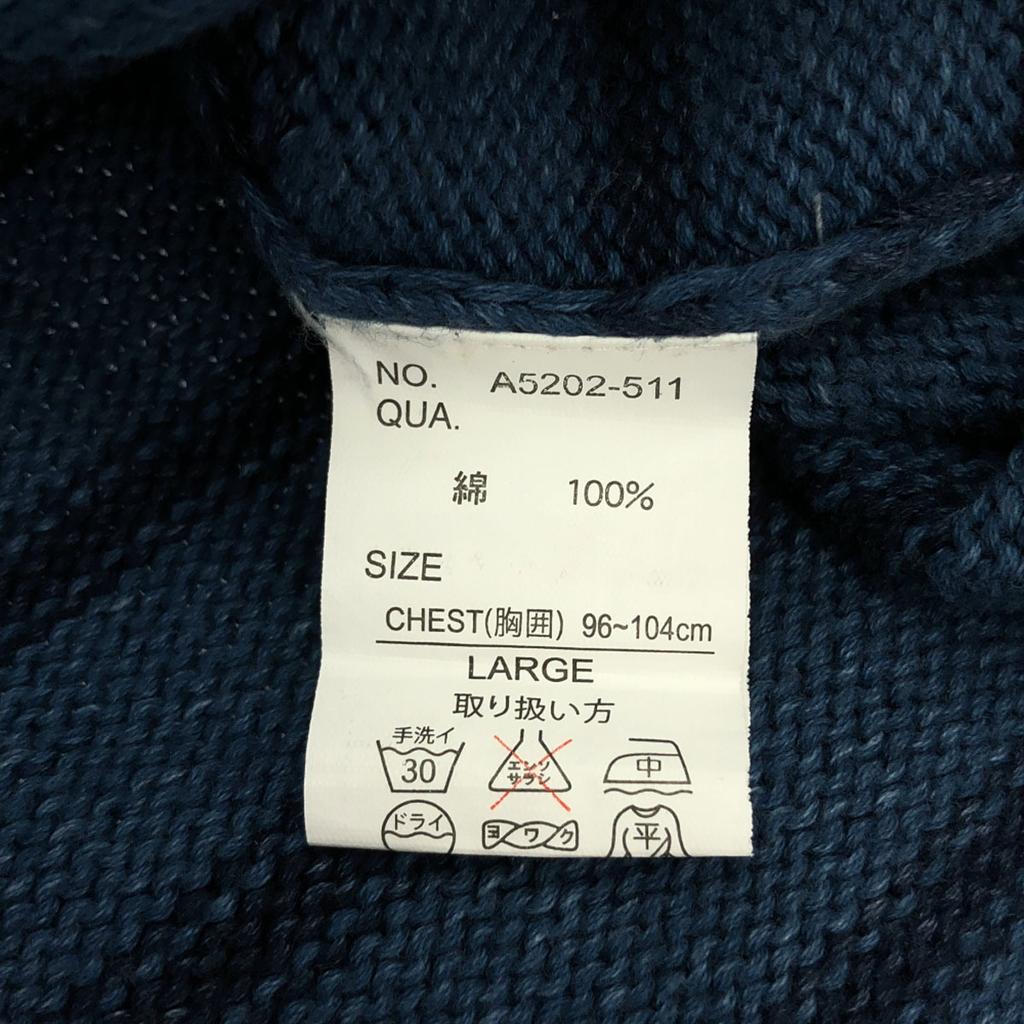 NO. A5202-511
QUA.
綿 100%
SIZE
CHEST(胸囲) 96~104cm
LARGE
取り扱い方
手洗イ
30
エンソ
サラシ
中
ドライ
ヨワク
平